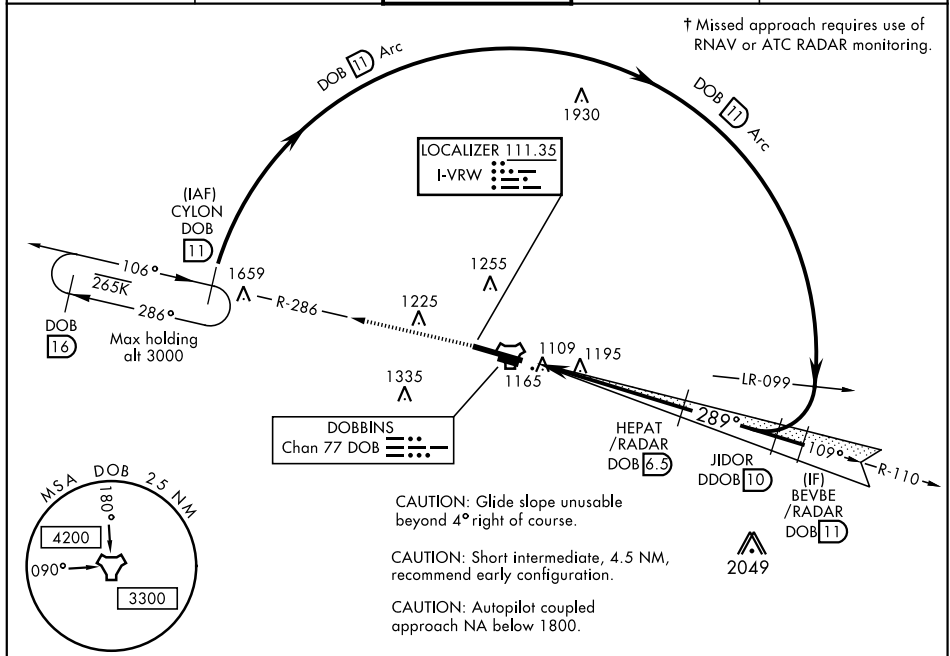 † Missed approach requires use of
RNAV or ATC RADAR monitoring.
DOB 11 Arc
DOB 11 Arc
1930
LOCALIZER 111.35
I-VRW
(IAF)
CYLON
DOB
11
106°
265K
286°
DOB
16
Max holding
alt 3000
1659
R-286
1225
1255
1335
1109
1195
1165
LR-099
DOBBINS
Chan 77 DOB
HEPAT
/RADAR
DOB 6.5
289°
JIDOR
DDOB 10
109°
R-110
(IF)
BEVBE
/RADAR
DOB 11
2049
MSA DOB 25 NM
180°
4200
090°
3300
CAUTION: Glide slope unusable
beyond 4° right of course.
CAUTION: Short intermediate, 4.5 NM,
recommend early configuration.
CAUTION: Autopilot coupled
approach NA below 1800.